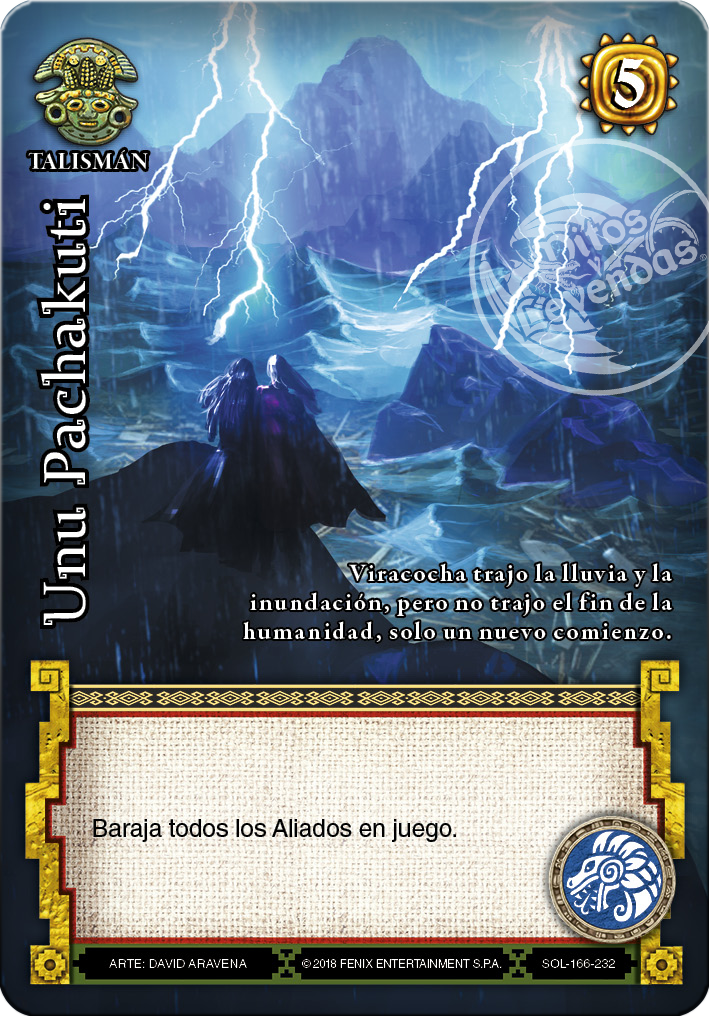 5
TALISMÁN
Mitos
y
Leyendas
Unu Pachakuti
Viracocha trajo la lluvia y la
inundación, pero no trajo el fin de la
humanidad, solo un nuevo comienzo.
Baraja todos los Aliados en juego.
ARTE: DAVID ARAVENA
©2018 FENIX ENTERTAINMENT S.P.A.
SOL-166-232